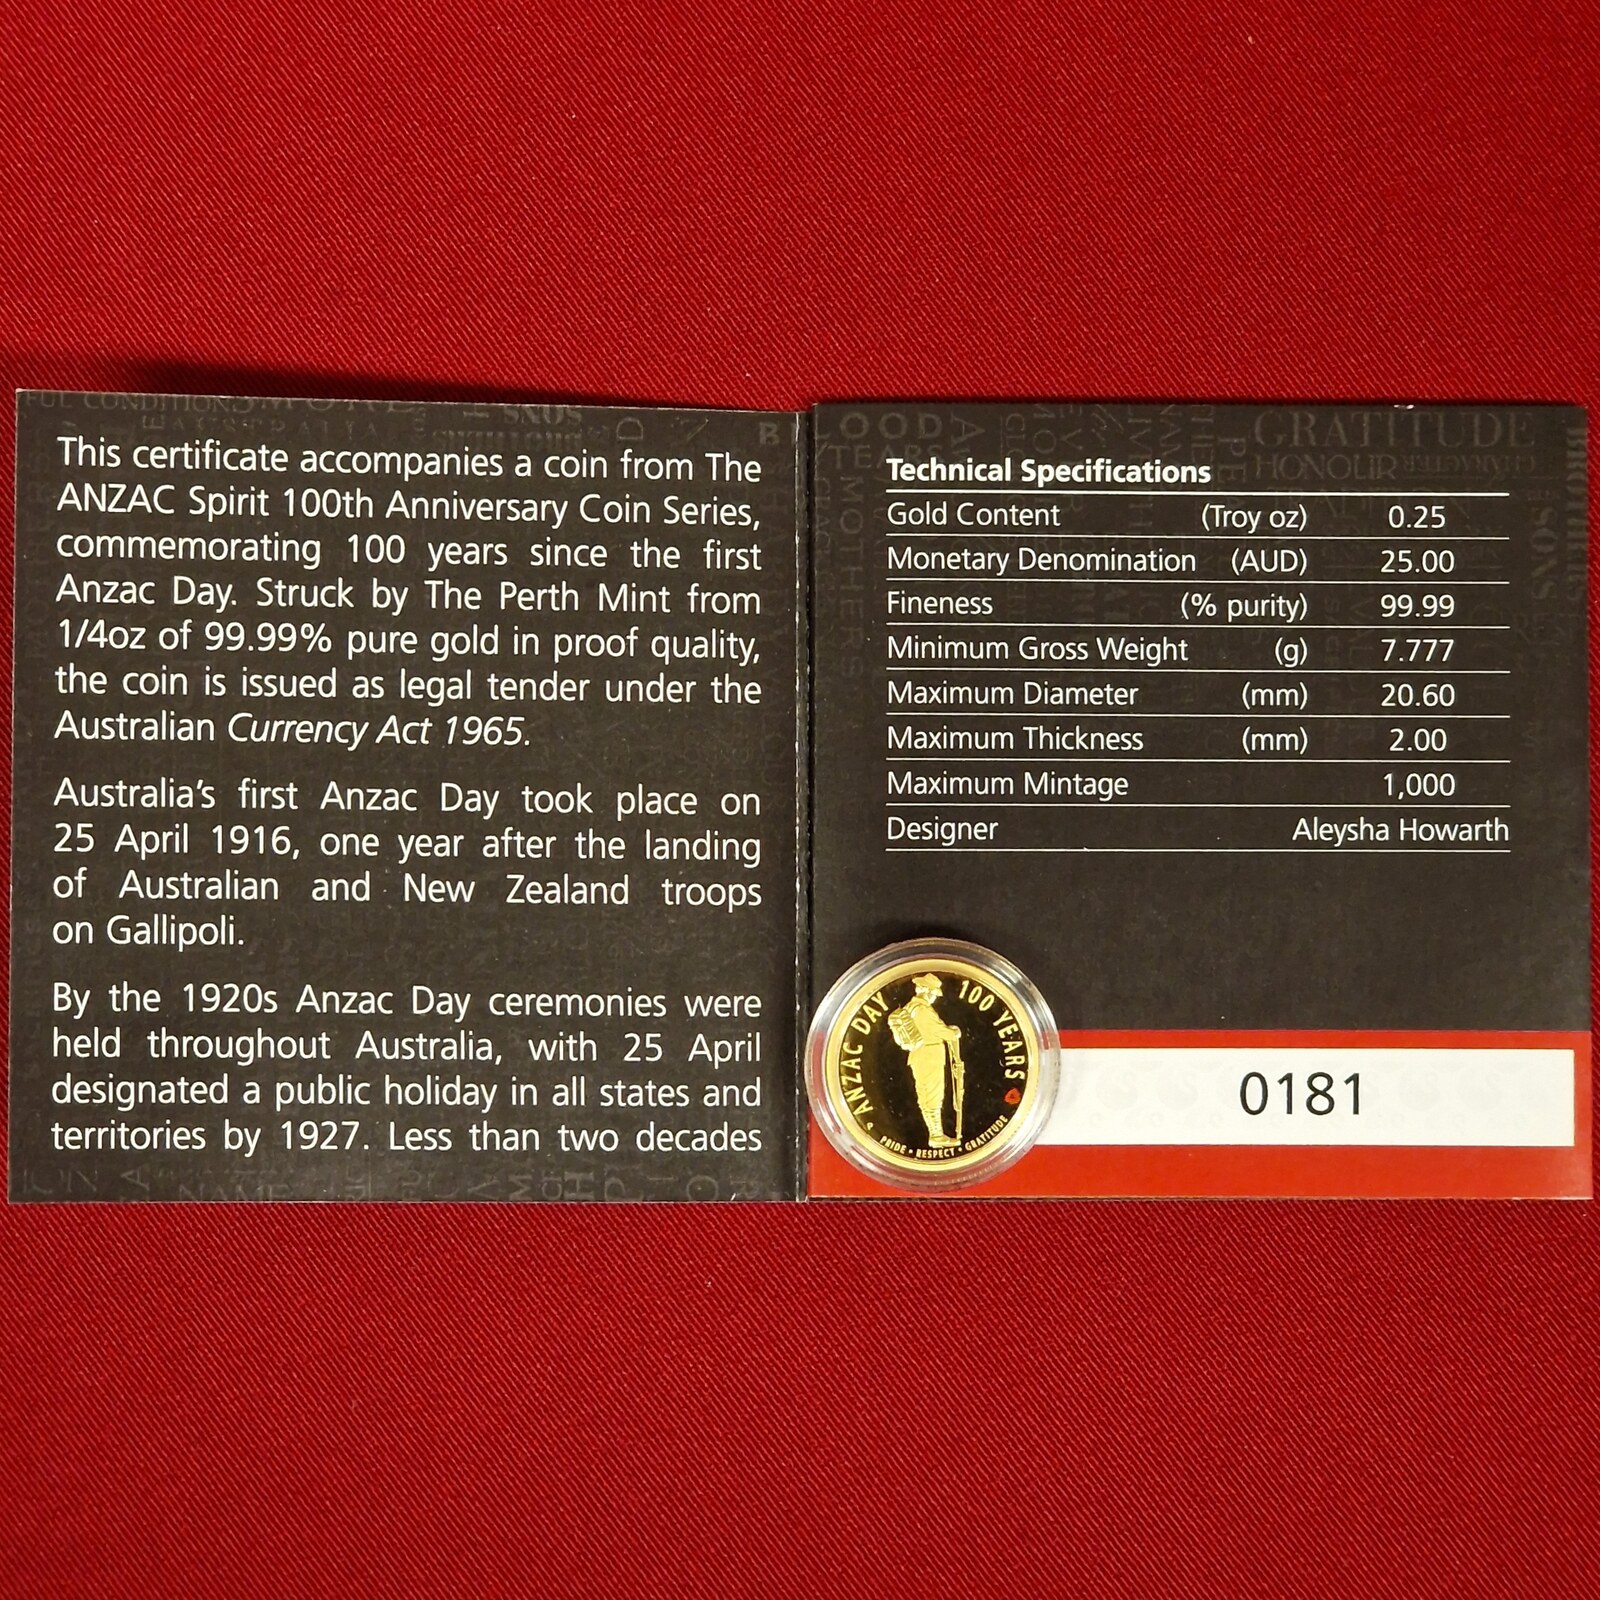 This certificate accompanies a coin from The
ANZAC Spirit 100th Anniversary Coin Series,
commemorating 100 years since the first
Anzac Day. Struck by The Perth Mint from
1/4oz of 99.99% pure gold in proof quality,
the coin is issued as legal tender under the
Australian Currency Act 1965.
Australia's first Anzac Day took place on
25 April 1916, one year after the landing
of Australian and New Zealand troops
on Gallipoli.
By the 1920s Anzac Day ceremonies were
held throughout Australia, with 25 April
designated a public holiday in all states and
territories by 1927. Less than two decades
GRATITUDE
HONOUR
MOTHERS
SONS
Technical Specifications
Gold Content (Troy oz) 0.25
Monetary Denomination (AUD) 25.00
Fineness (% purity) 99.99
Minimum Gross Weight (g) 7.777
Maximum Diameter (mm) 20.60
Maximum Thickness (mm) 2.00
Maximum Mintage 1,000
Designer Aleysha Howarth
ANZAC DAY 100 YEARS
P PRIDE • RESPECT • GRATITUDE
0181